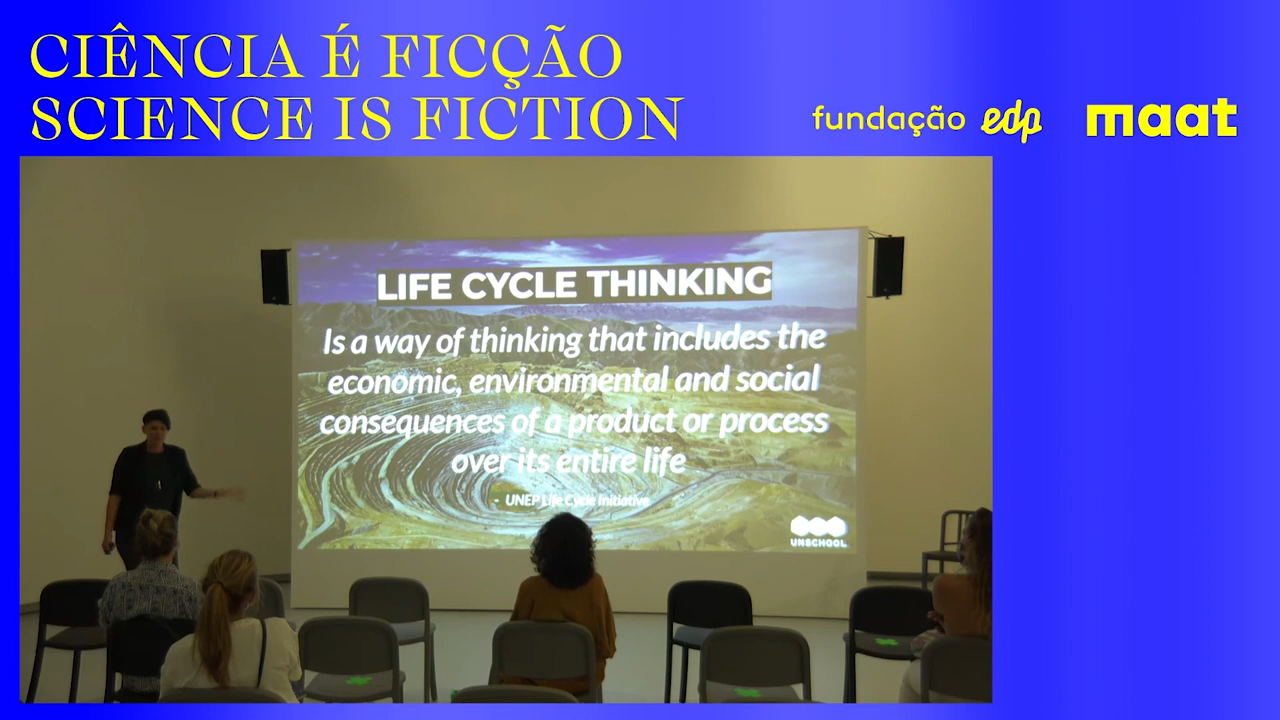 CIÊNCIA É FICÇÃO
SCIENCE IS FICTION
fundação edp maat
LIFE CYCLE THINKING
Is a way of thinking that includes the
economic, environmental and social
consequences of a product or process
over its entire life
- UNEP Life Cycle Initiative
UNSCHOOL